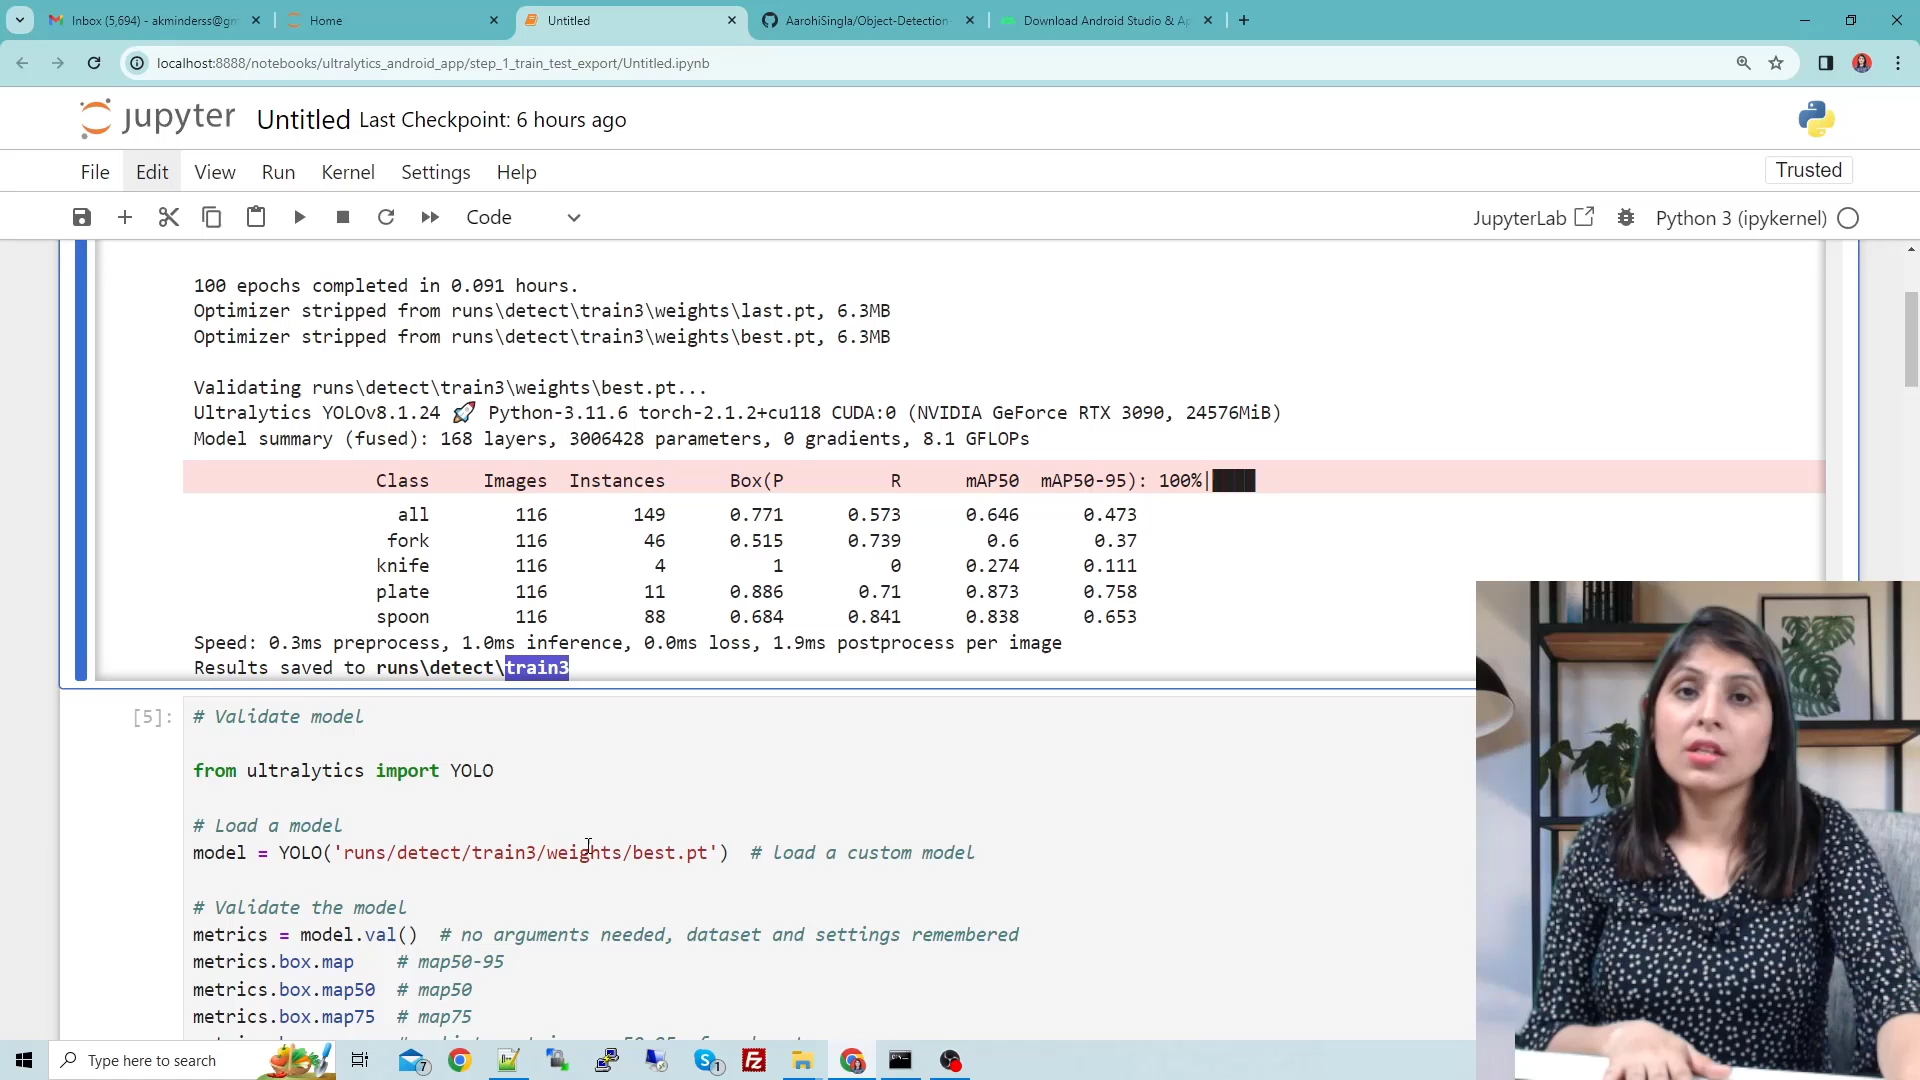 Inbox (5,694) - akminderss@gm
Home
Untitled
AarohiSingla/Object-Detection-
Download Android Studio & Ap
localhost:8888/notebooks/ultralytics_android_app/step_1_train_test_export/Untitled.ipynb
jupyter Untitled Last Checkpoint: 6 hours ago
File Edit View Run Kernel Settings Help Trusted
Code JupyterLab Python 3 (ipykernel)
100 epochs completed in 0.091 hours.
Optimizer stripped from runs\detect\train3\weights\last.pt, 6.3MB
Optimizer stripped from runs\detect\train3\weights\best.pt, 6.3MB
Validating runs\detect\train3\weights\best.pt...
Ultralytics YOLOv8.1.24 🚀 Python-3.11.6 torch-2.1.2+cu118 CUDA:0 (NVIDIA GeForce RTX 3090, 24576MiB)
Model summary (fused): 168 layers, 3006428 parameters, 0 gradients, 8.1 GFLOPs
Class Images Instances Box(P R mAP50 mAP50-95): 100%|████
all 116 149 0.771 0.573 0.646 0.473
fork 116 46 0.515 0.739 0.6 0.37
knife 116 4 1 0 0.274 0.111
plate 116 11 0.886 0.71 0.873 0.758
spoon 116 88 0.684 0.841 0.838 0.653
Speed: 0.3ms preprocess, 1.0ms inference, 0.0ms loss, 1.9ms postprocess per image
Results saved to runs\detect\train3
[5]: # Validate model
from ultralytics import YOLO
# Load a model
model = YOLO('runs/detect/train3/weights/best.pt') # load a custom model
# Validate the model
metrics = model.val() # no arguments needed, dataset and settings remembered
metrics.box.map # map50-95
metrics.box.map50 # map50
metrics.box.map75 # map75
Type here to search
7
1